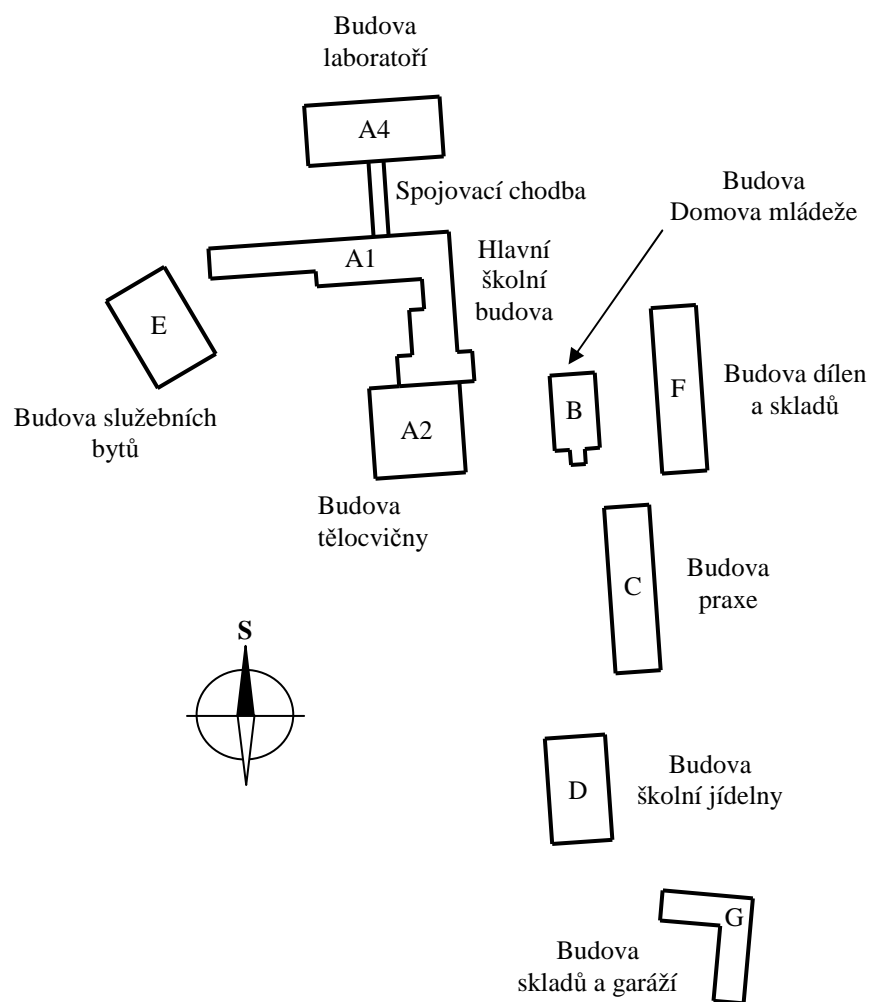 Budova
laboratoří
A4
Spojovací chodba
Budova
Domova mládeže
A1
Hlavní
školní
budova
E
Budova služebních
bytů
A2
B
F
Budova dílen
a skladů
Budova
tělocvičny
C
Budova
praxe
S
D
Budova
školní jídelny
G
Budova
skladů a garáží